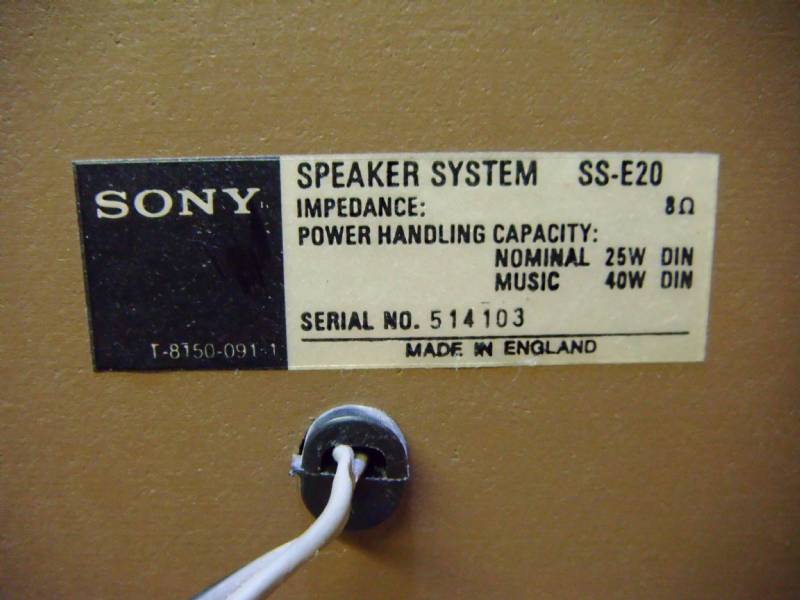 SONY
T-8150-091-1
SPEAKER SYSTEM SS-E20
IMPEDANCE: 8Ω
POWER HANDLING CAPACITY:
NOMINAL 25W DIN
MUSIC 40W DIN
SERIAL NO. 514103
MADE IN ENGLAND